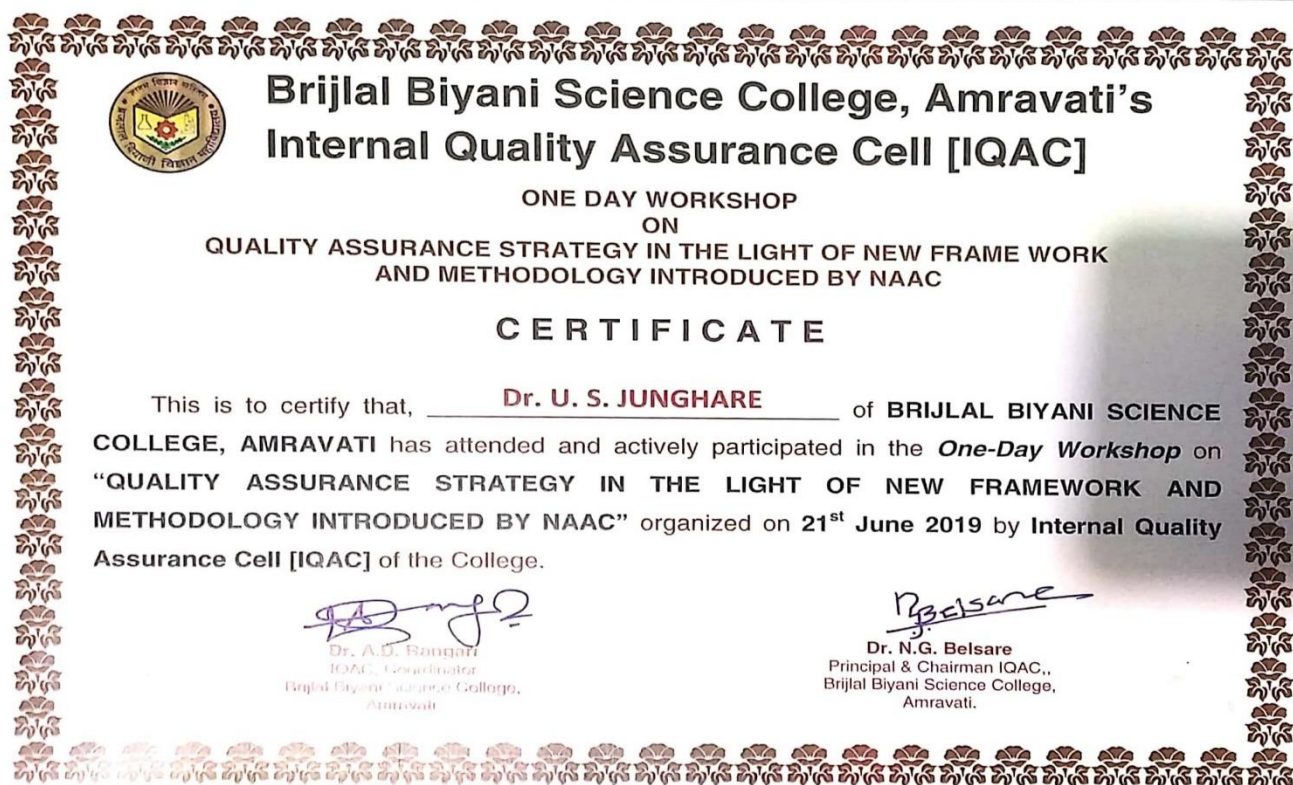 Brijlal Biyani Science College, Amravati's
Internal Quality Assurance Cell [IQAC]
ONE DAY WORKSHOP
ON
QUALITY ASSURANCE STRATEGY IN THE LIGHT OF NEW FRAME WORK
AND METHODOLOGY INTRODUCED BY NAAC
CERTIFICATE
This is to certify that, Dr. U. S. JUNGHARE of BRIJLAL BIYANI SCIENCE
COLLEGE, AMRAVATI has attended and actively participated in the One-Day Workshop on
“QUALITY ASSURANCE STRATEGY IN THE LIGHT OF NEW FRAMEWORK AND
METHODOLOGY INTRODUCED BY NAAC” organized on 21st June 2019 by Internal Quality
Assurance Cell [IQAC] of the College.
Dr. A.D. Rangari
IQAC, Coordinator
Brijlal Biyani Science College,
Amravati
Belsare
Dr. N.G. Belsare
Principal & Chairman IQAC,,
Brijlal Biyani Science College,
Amravati.